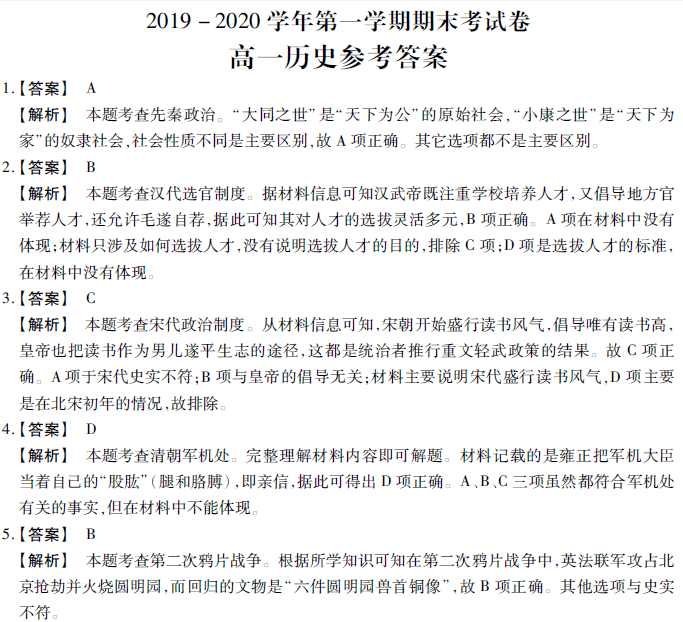 2019-2020学年第一学期期末考试卷
高一历史参考答案
1.【答案】 A
【解析】 本题考查先秦政治。“大同之世”是“天下为公”的原始社会,“小康之世”是“天下为
家”的奴隶社会,社会性质不同是主要区别,故 A 项正确。其它选项都不是主要区别。
2.【答案】 B
【解析】 本题考查汉代选官制度。据材料信息可知汉武帝既注重学校培养人才,又倡导地方官
举荐人才,还允许毛遂自荐,据此可知其对人才的选拔灵活多元,B 项正确。A 项在材料中没有
体现;材料只涉及如何选拔人才,没有说明选拔人才的目的,排除 C 项;D 项是选拔人才的标准,
在材料中没有体现。
3.【答案】 C
【解析】 本题考查宋代政治制度。从材料信息可知,宋朝开始盛行读书风气,倡导唯有读书高,
皇帝也把读书作为男儿遂平生志的途径,这都是统治者推行重文轻武政策的结果。故 C 项正
确。A 项于宋代史实不符;B 项与皇帝的倡导无关;材料主要说明宋代盛行读书风气,D 项主要
是在北宋初年的情况,故排除。
4.【答案】 D
【解析】 本题考查清朝军机处。完整理解材料内容即可解题。材料记载的是雍正把军机大臣
当着自己的“股肱”(腿和胳膊),即亲信,据此可得出 D 项正确。A、B、C 三项虽然都符合军机处
有关的事实,但在材料中不能体现。
5.【答案】 B
【解析】 本题考查第二次鸦片战争。根据所学知识可知在第二次鸦片战争中,英法联军攻占北
京抢劫并火烧圆明园,而回归的文物是“六件圆明园兽首铜像”,故 B 项正确。其他选项与史实
不符。